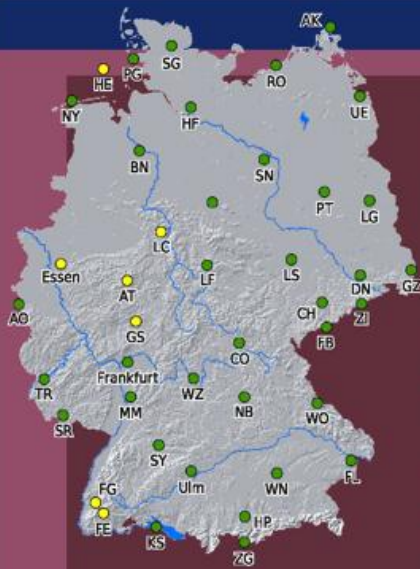 AK
SG
PG
HE
RO
NY
HF
UE
BN
SN
PT
LG
LC
Essen
LF
LS
AT
DN
GZ
AO
GS
CH
ZI
FB
CO
Frankfurt
TR
WZ
MM
NB
WO
SR
SY
FL
Ulm
WN
FG
FE
KS
HP
ZG